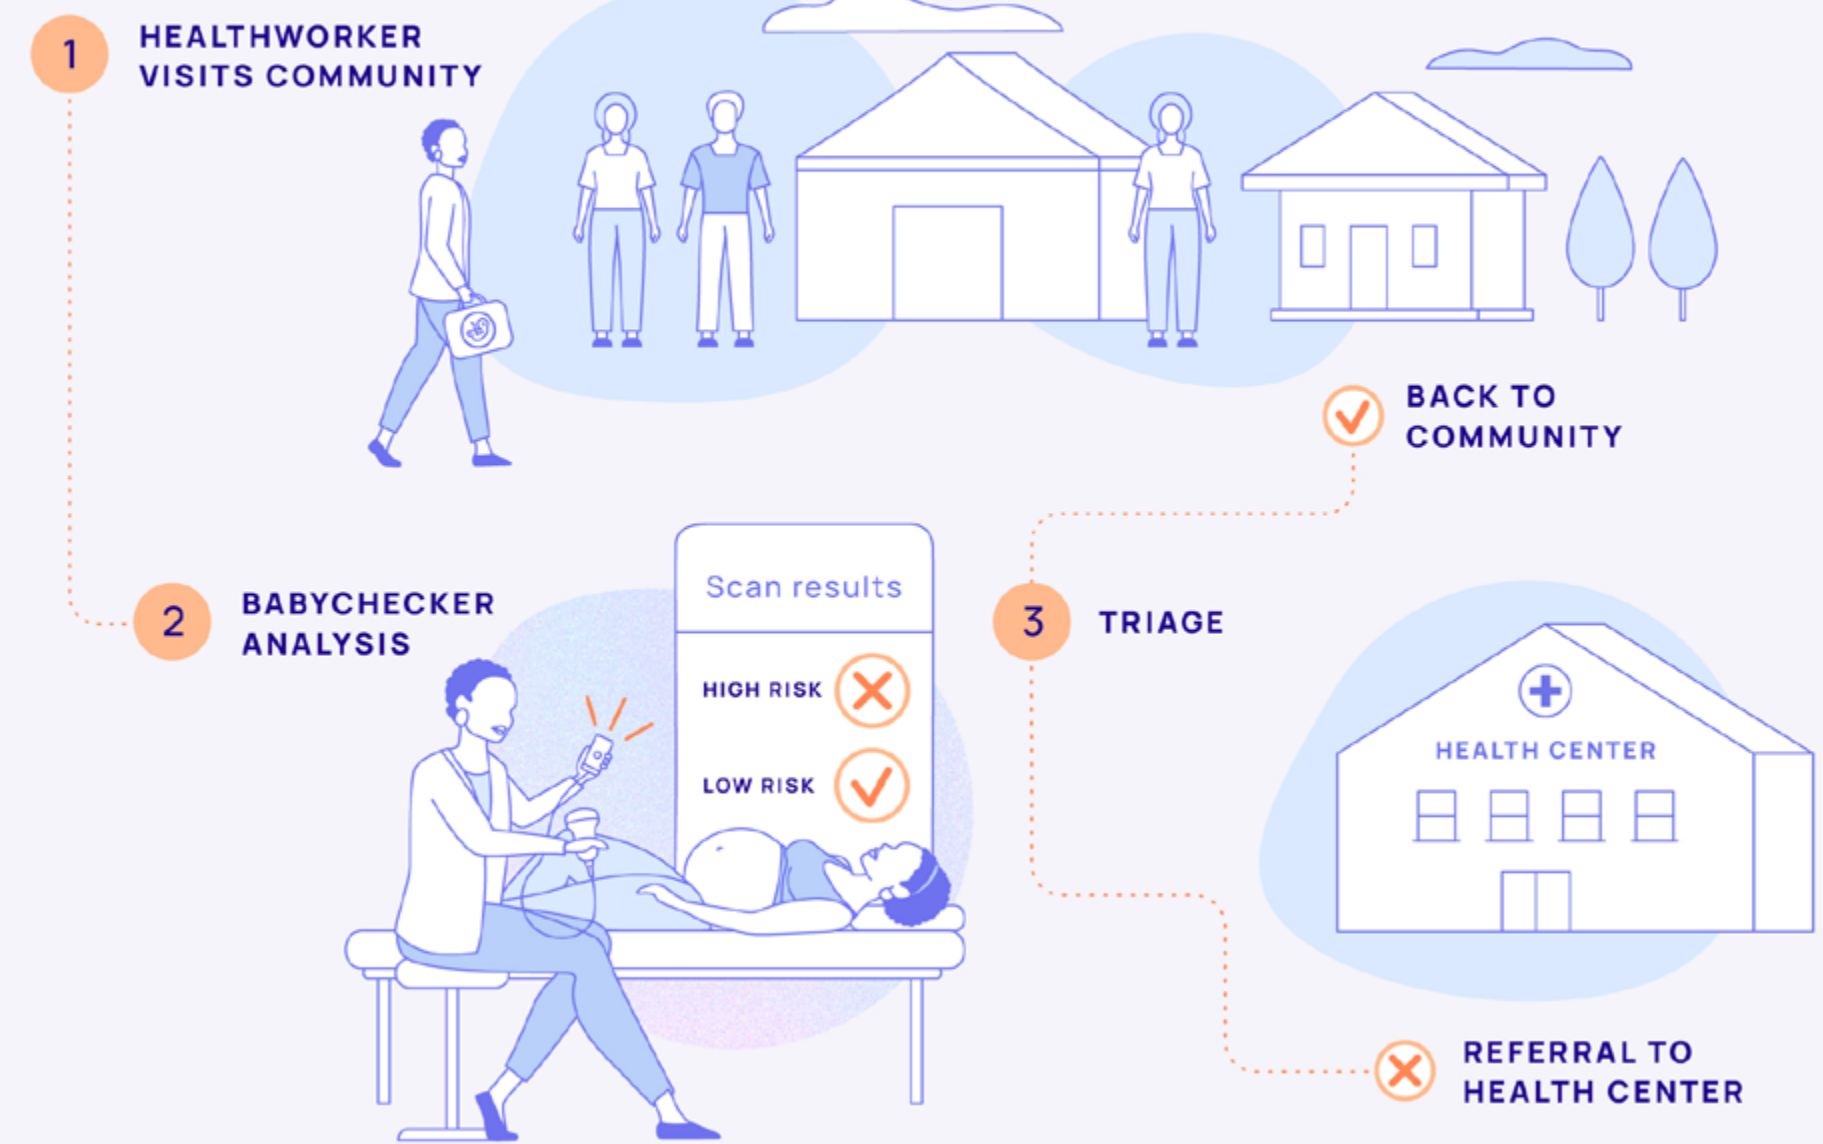 1
HEALTHWORKER
VISITS COMMUNITY
BACK TO
COMMUNITY
2
BABYCHECKER
ANALYSIS
Scan results
HIGH RISK
LOW RISK
3
TRIAGE
HEALTH CENTER
REFERRAL TO
HEALTH CENTER